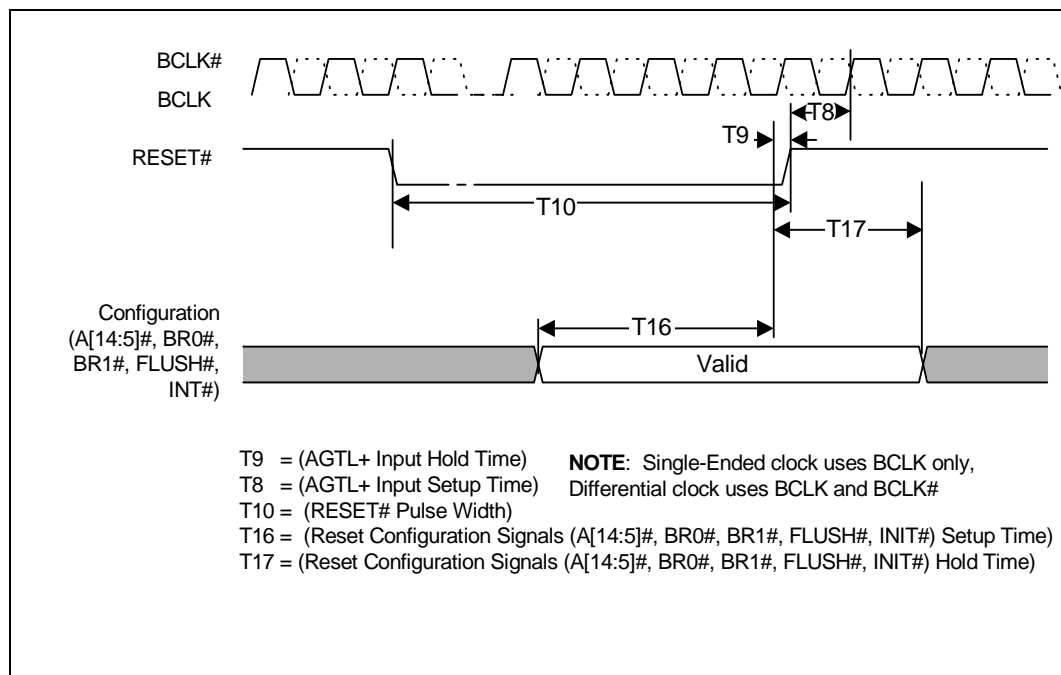 BCLK#
BCLK
T8
T9
RESET#
T10
T17
Configuration
(A[14:5]#, BR0#,
BR1#, FLUSH#,
INT#)
T16
Valid
T9 = (AGTL+ Input Hold Time)
T8 = (AGTL+ Input Setup Time)
T10 = (RESET# Pulse Width)
NOTE: Single-Ended clock uses BCLK only,
Differential clock uses BCLK and BCLK#
T16 = (Reset Configuration Signals (A[14:5]#, BR0#, BR1#, FLUSH#, INIT#) Setup Time)
T17 = (Reset Configuration Signals (A[14:5]#, BR0#, BR1#, FLUSH#, INIT#) Hold Time)